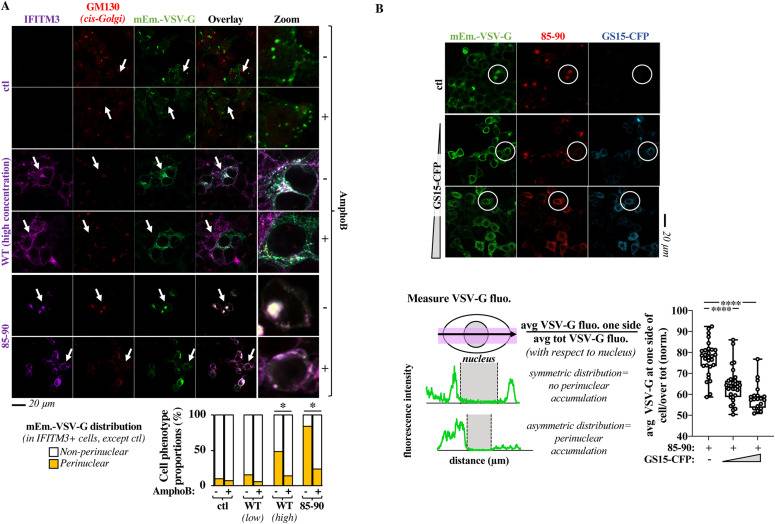 A
IFITM3
GM130
(cis-Golgi)
mEm.-VSV-G
Overlay
Zoom
ctl
-
+
WT (high concentration)
-
+
85-90
-
+
AmphoB
20 µm
mEm.-VSV-G distribution
(in IFITM3+ cells, except ctl)
Non-perinuclear
Perinuclear
Cell phenotype
proportions (%)
100
75
50
25
0
*
*
AmphoB:
- + - + - + - +
ctl
WT
(low)
WT
(high)
85-90
B
mEm.-VSV-G
85-90
GS15-CFP
ctl
GS15-CFP
20 µm
Measure VSV-G fluo.
nucleus
avg VSV-G fluo. one side
avg tot VSV-G fluo.
(with respect to nucleus)
fluorescence intensity
symmetric distribution=
no perinuclear
accumulation
asymmetric distribution=
perinuclear
accumulation
distance (µm)
avg VSV-G at one side of
cell/over tot (norm.)
100
90
80
70
60
50
40
****
****
85-90: + + +
GS15-CFP: -